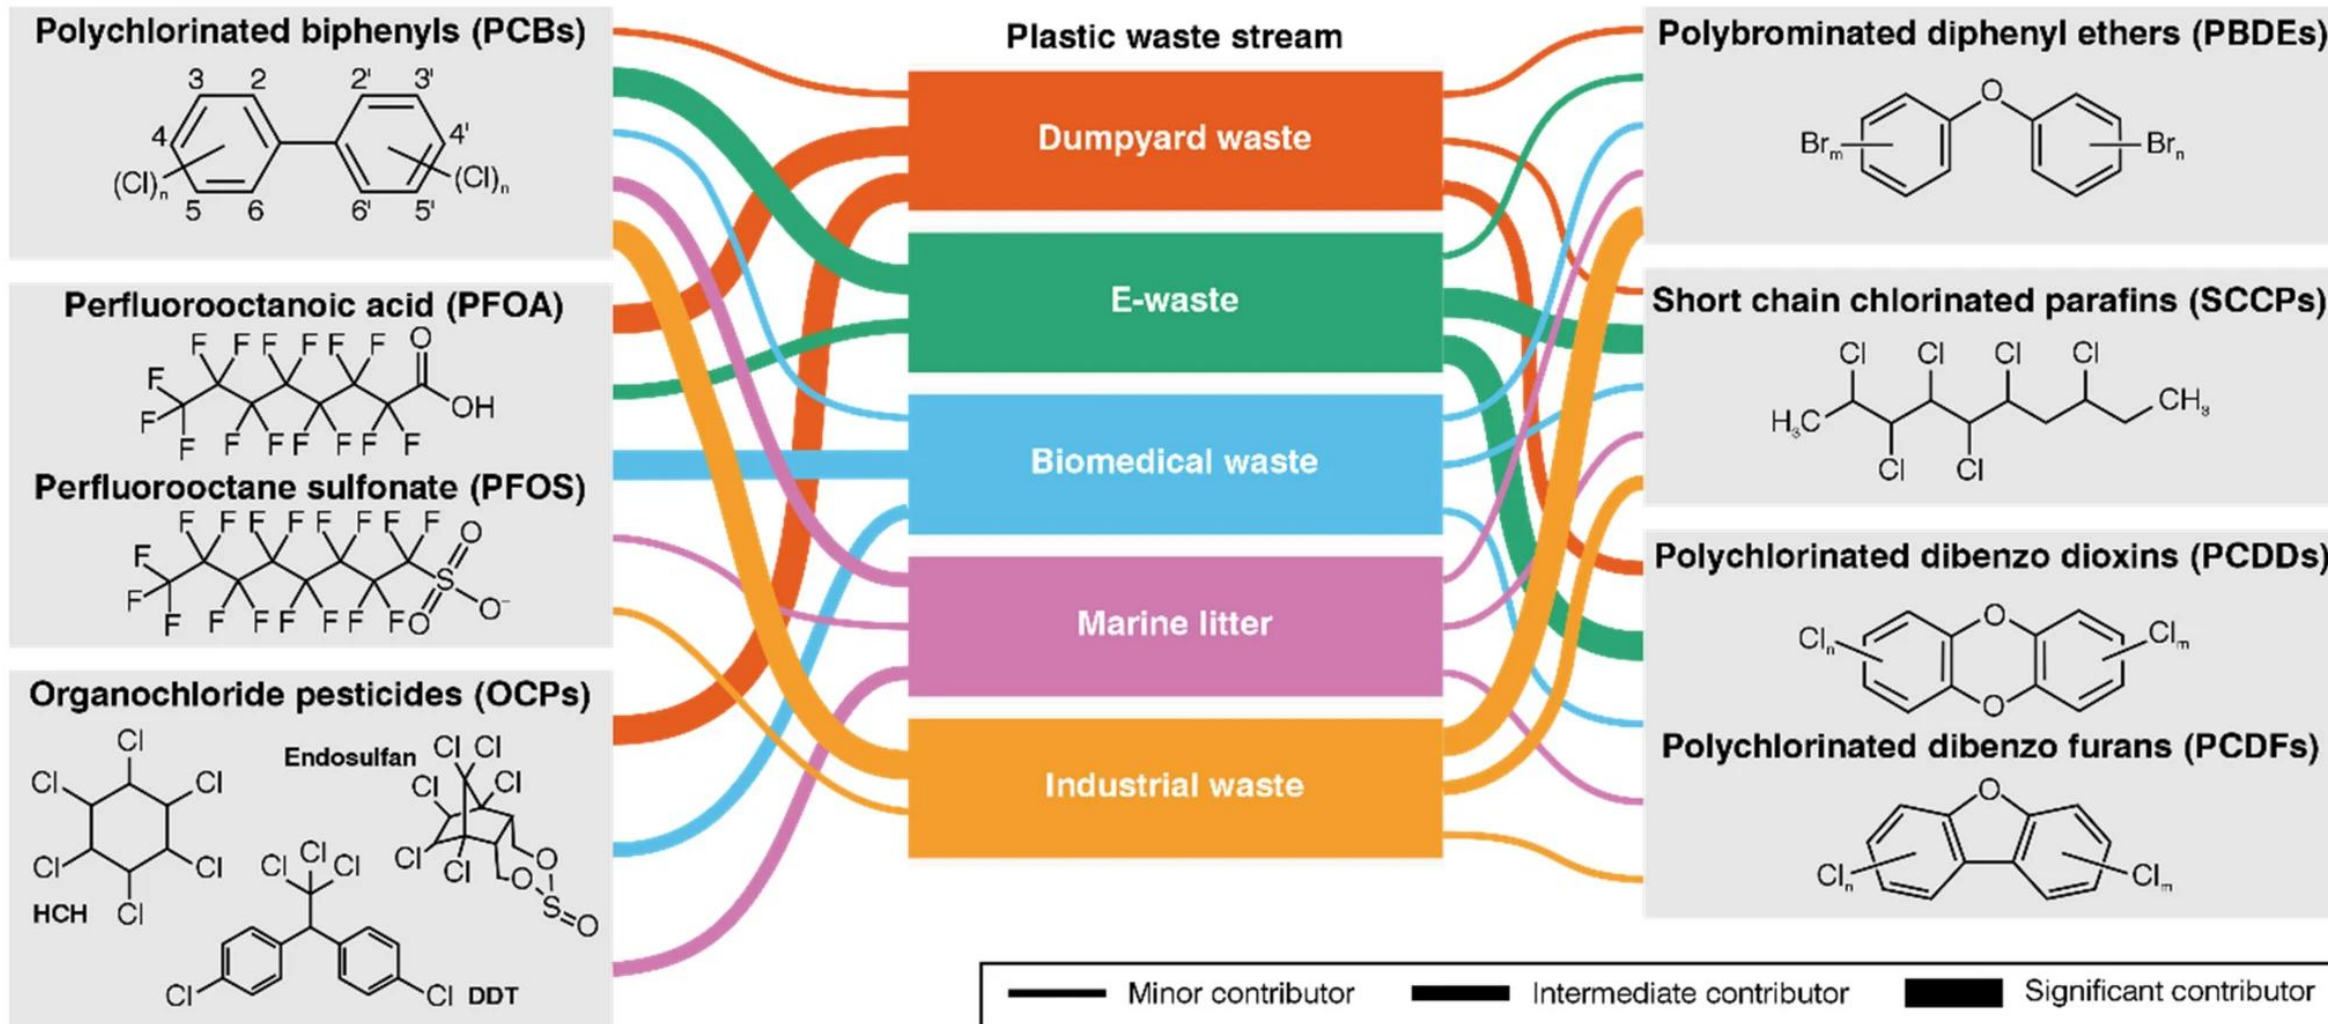 Polychlorinated biphenyls (PCBs)
3 2 2' 3'
4 4'
(Cl)n (Cl)n
5 6 6' 5'
Perfluorooctanoic acid (PFOA)
F F F F F F O
F OH
F
F F F F F F F
Perfluorooctane sulfonate (PFOS)
F F F F F F F F O
F S
F O⁻
F F F F F F F F O
Organochloride pesticides (OCPs)
Cl Endosulfan Cl Cl
Cl Cl Cl Cl
Cl Cl Cl Cl O
HCH Cl O S O
Cl Cl Cl
Cl Cl DDT
Plastic waste stream
Dumpyard waste
E-waste
Biomedical waste
Marine litter
Industrial waste
Polybrominated diphenyl ethers (PBDEs)
O
Brm Brn
Short chain chlorinated parafins (SCCPs)
Cl Cl Cl Cl
H₃C CH₃
Cl Cl
Polychlorinated dibenzo dioxins (PCDDs)
O
Cln Clm
O
Polychlorinated dibenzo furans (PCDFs)
O
Cln Clm
Minor contributor Intermediate contributor Significant contributor